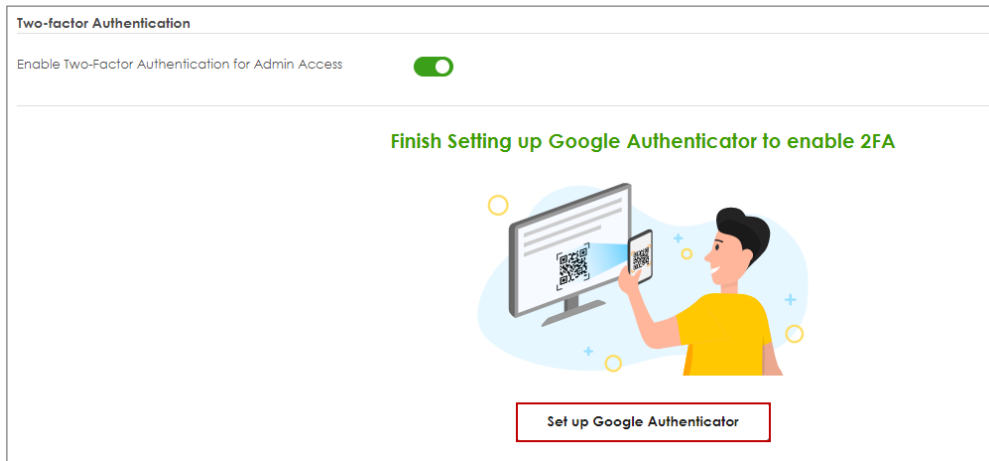 Two-factor Authentication
Enable Two-Factor Authentication for Admin Access
Finish Setting up Google Authenticator to enable 2FA
Set up Google Authenticator